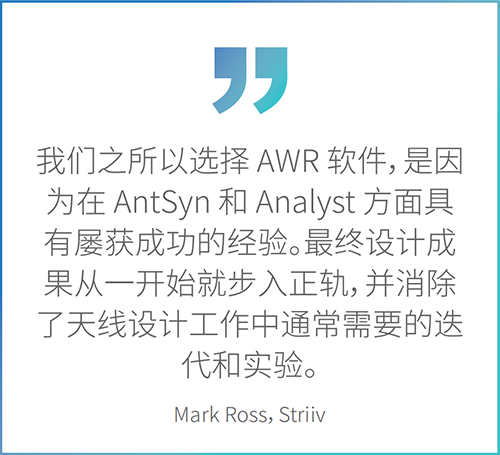 我们之所以选择 AWR 软件，是因
为在 AntSyn 和 Analyst 方面具
有屡获成功的经验。最终设计成
果从一开始就步入正轨，并消除
了天线设计工作中通常需要的迭
代和实验。
Mark Ross，Striiv